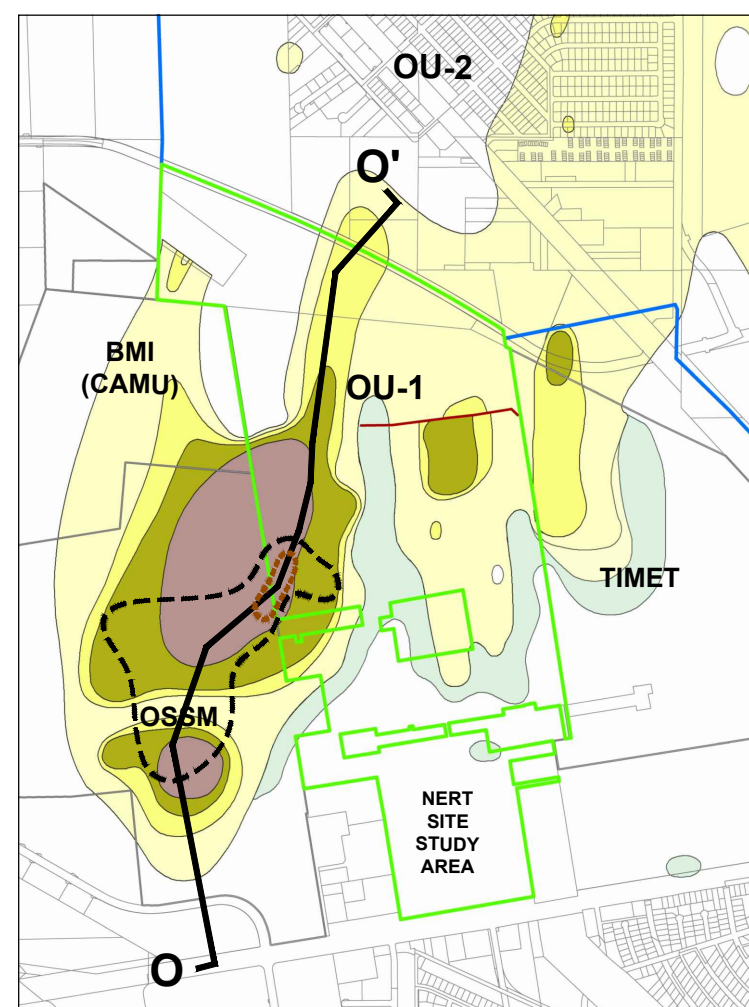 OU-2
O'
BMI
(CAMU)
OU-1
TIMET
OSSM
NERT
SITE
STUDY
AREA
O